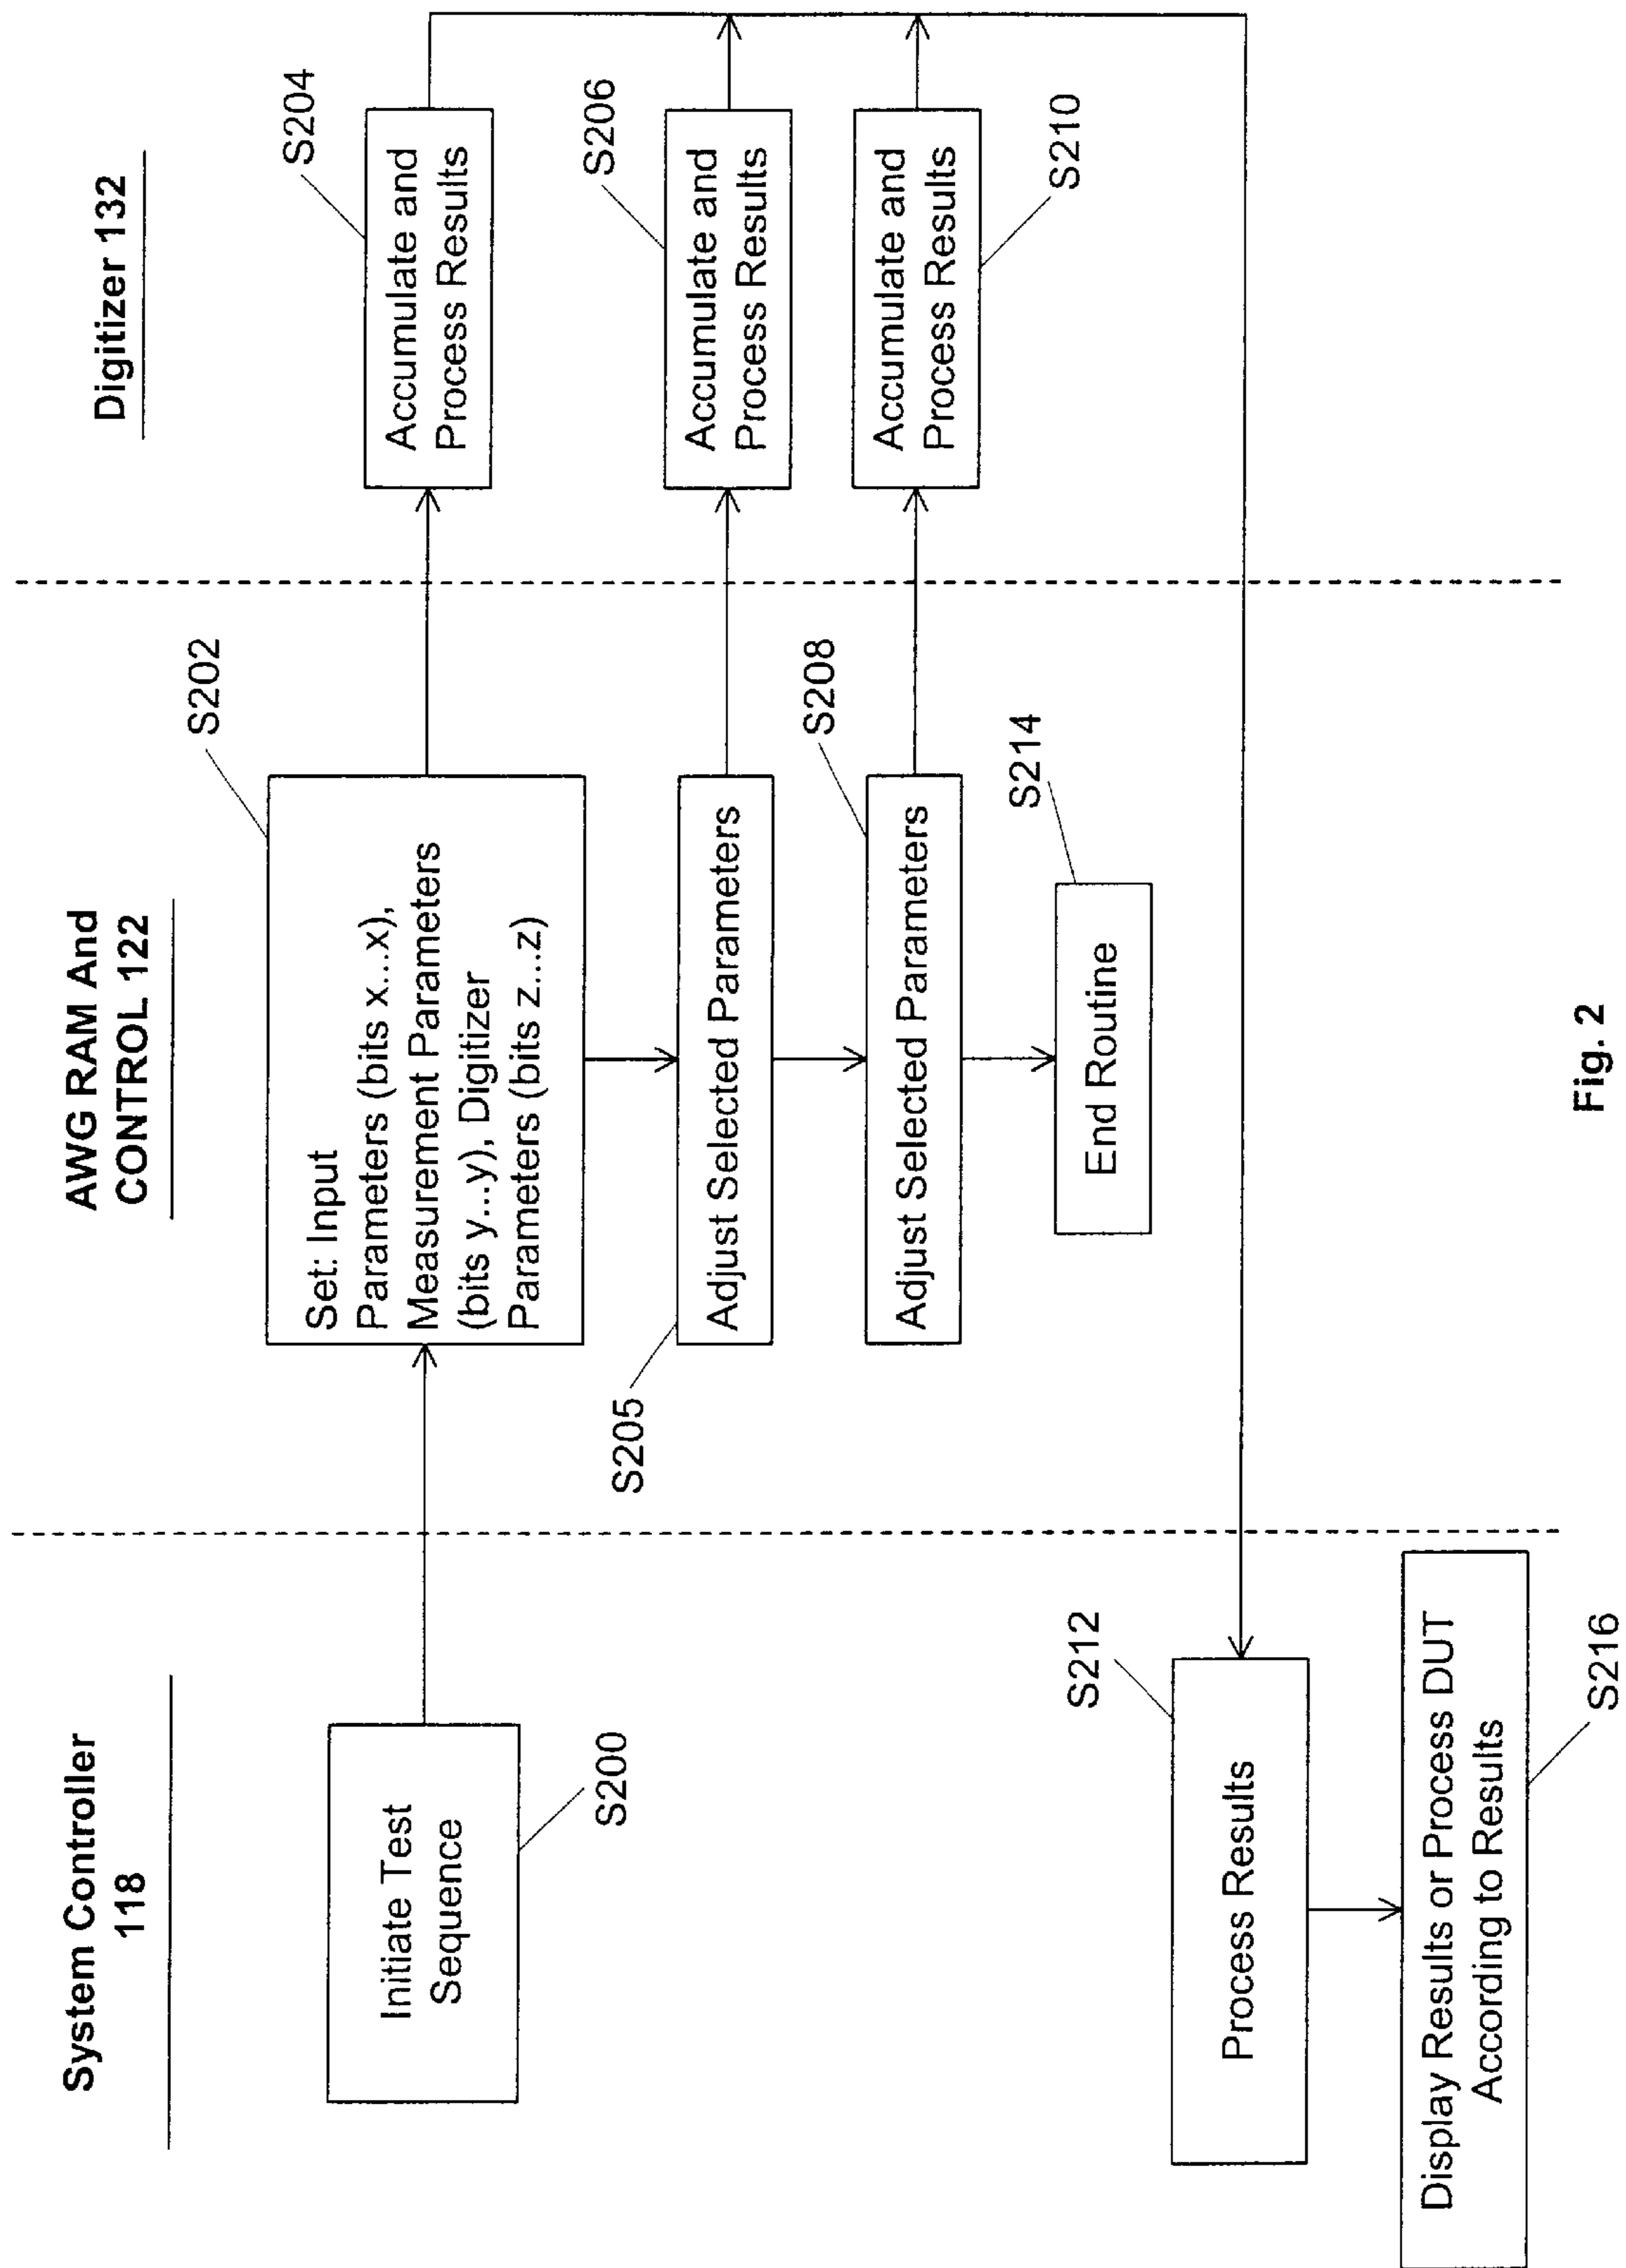 System Controller
118
AWG RAM And
CONTROL 122
Digitizer 132
Initiate Test
Sequence
S200
Set: Input
Parameters (bits x...x),
Measurement Parameters
(bits y...y), Digitizer
Parameters (bits z...z)
S202
Accumulate and
Process Results
S204
S205
Adjust Selected Parameters
Accumulate and
Process Results
S206
Adjust Selected Parameters
S208
Accumulate and
Process Results
S210
End Routine
S214
Process Results
S212
Display Results or Process DUT
According to Results
S216
Fig. 2